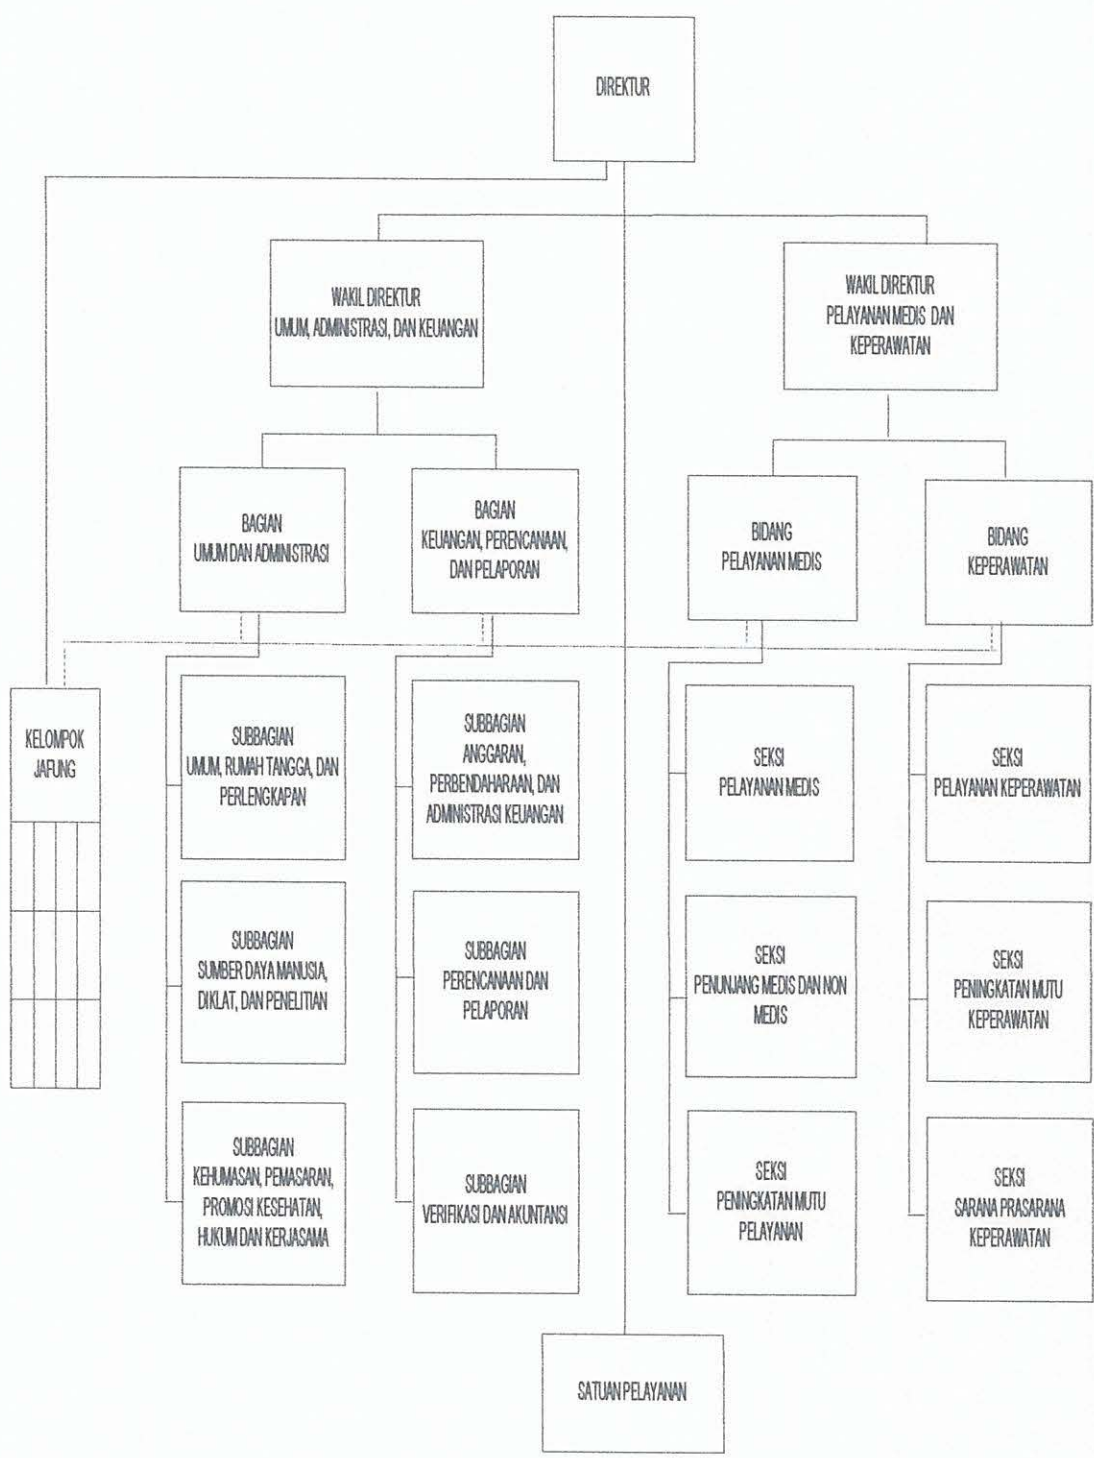 DIREKTUR
WAKIL DIREKTUR
UMUM, ADMINISTRASI, DAN KEUANGAN
WAKIL DIREKTUR
PELAYANAN MEDIS DAN
KEPERAWATAN
BAGIAN
UMUM DAN ADMINISTRASI
BAGIAN
KEUANGAN, PERENCANAAN,
DAN PELAPORAN
BIDANG
PELAYANAN MEDIS
BIDANG
KEPERAWATAN
KELOMPOK
JAFUNG
SUBBAGIAN
UMUM, RUMAH TANGGA, DAN
PERLENGKAPAN
SUBBAGIAN
ANGGARAN,
PERBENDAHARAAN, DAN
ADMINISTRASI KEUANGAN
SEKSI
PELAYANAN MEDIS
SEKSI
PELAYANAN KEPERAWATAN
SUBBAGIAN
SUMBER DAYA MANUSIA,
DIKLAT, DAN PENELITIAN
SUBBAGIAN
PERENCANAAN DAN
PELAPORAN
SEKSI
PENUNJANG MEDIS DAN NON
MEDIS
SEKSI
PENINGKATAN MUTU
KEPERAWATAN
SUBBAGIAN
KEHUMASAN, PEMASARAN,
PROMOSI KESEHATAN,
HUKUM DAN KERJASAMA
SUBBAGIAN
VERIFIKASI DAN AKUNTANSI
SEKSI
PENINGKATAN MUTU
PELAYANAN
SEKSI
SARANA PRASARANA
KEPERAWATAN
SATUAN PELAYANAN